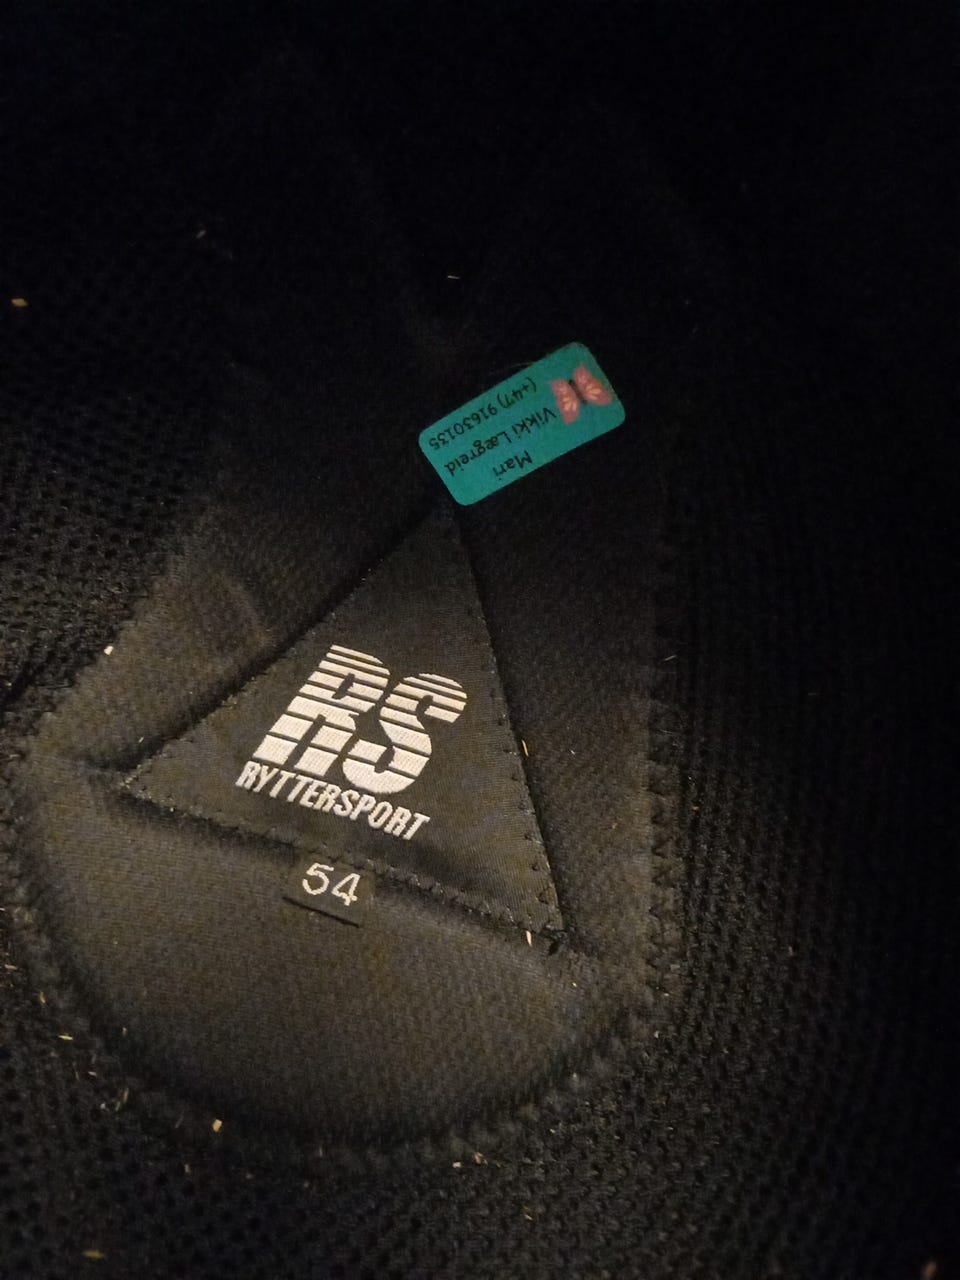 Mari
Vikki Lægreid
(+47) 91630135
RS
RYTTERSPORT
54